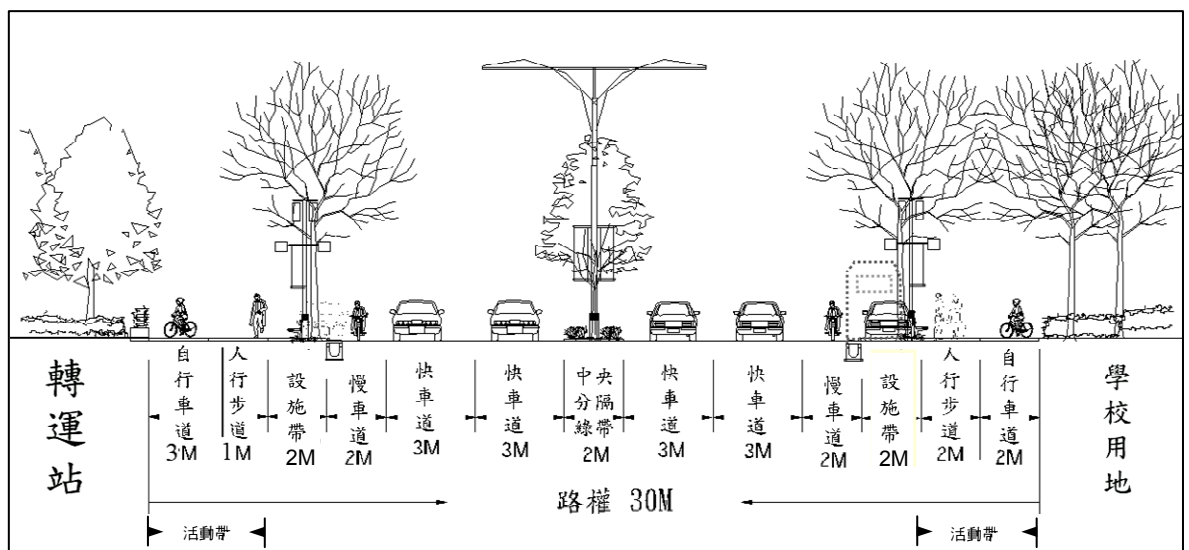 轉運站
自行車道
3M
人行步道
1M
設施帶
2M
慢車道
2M
快車道
3M
快車道
3M
中央分隔綠帶
2M
快車道
3M
快車道
3M
慢車道
2M
設施帶
2M
人行步道
2M
自行車道
2M
學校用地
路權 30M
活動帶
活動帶